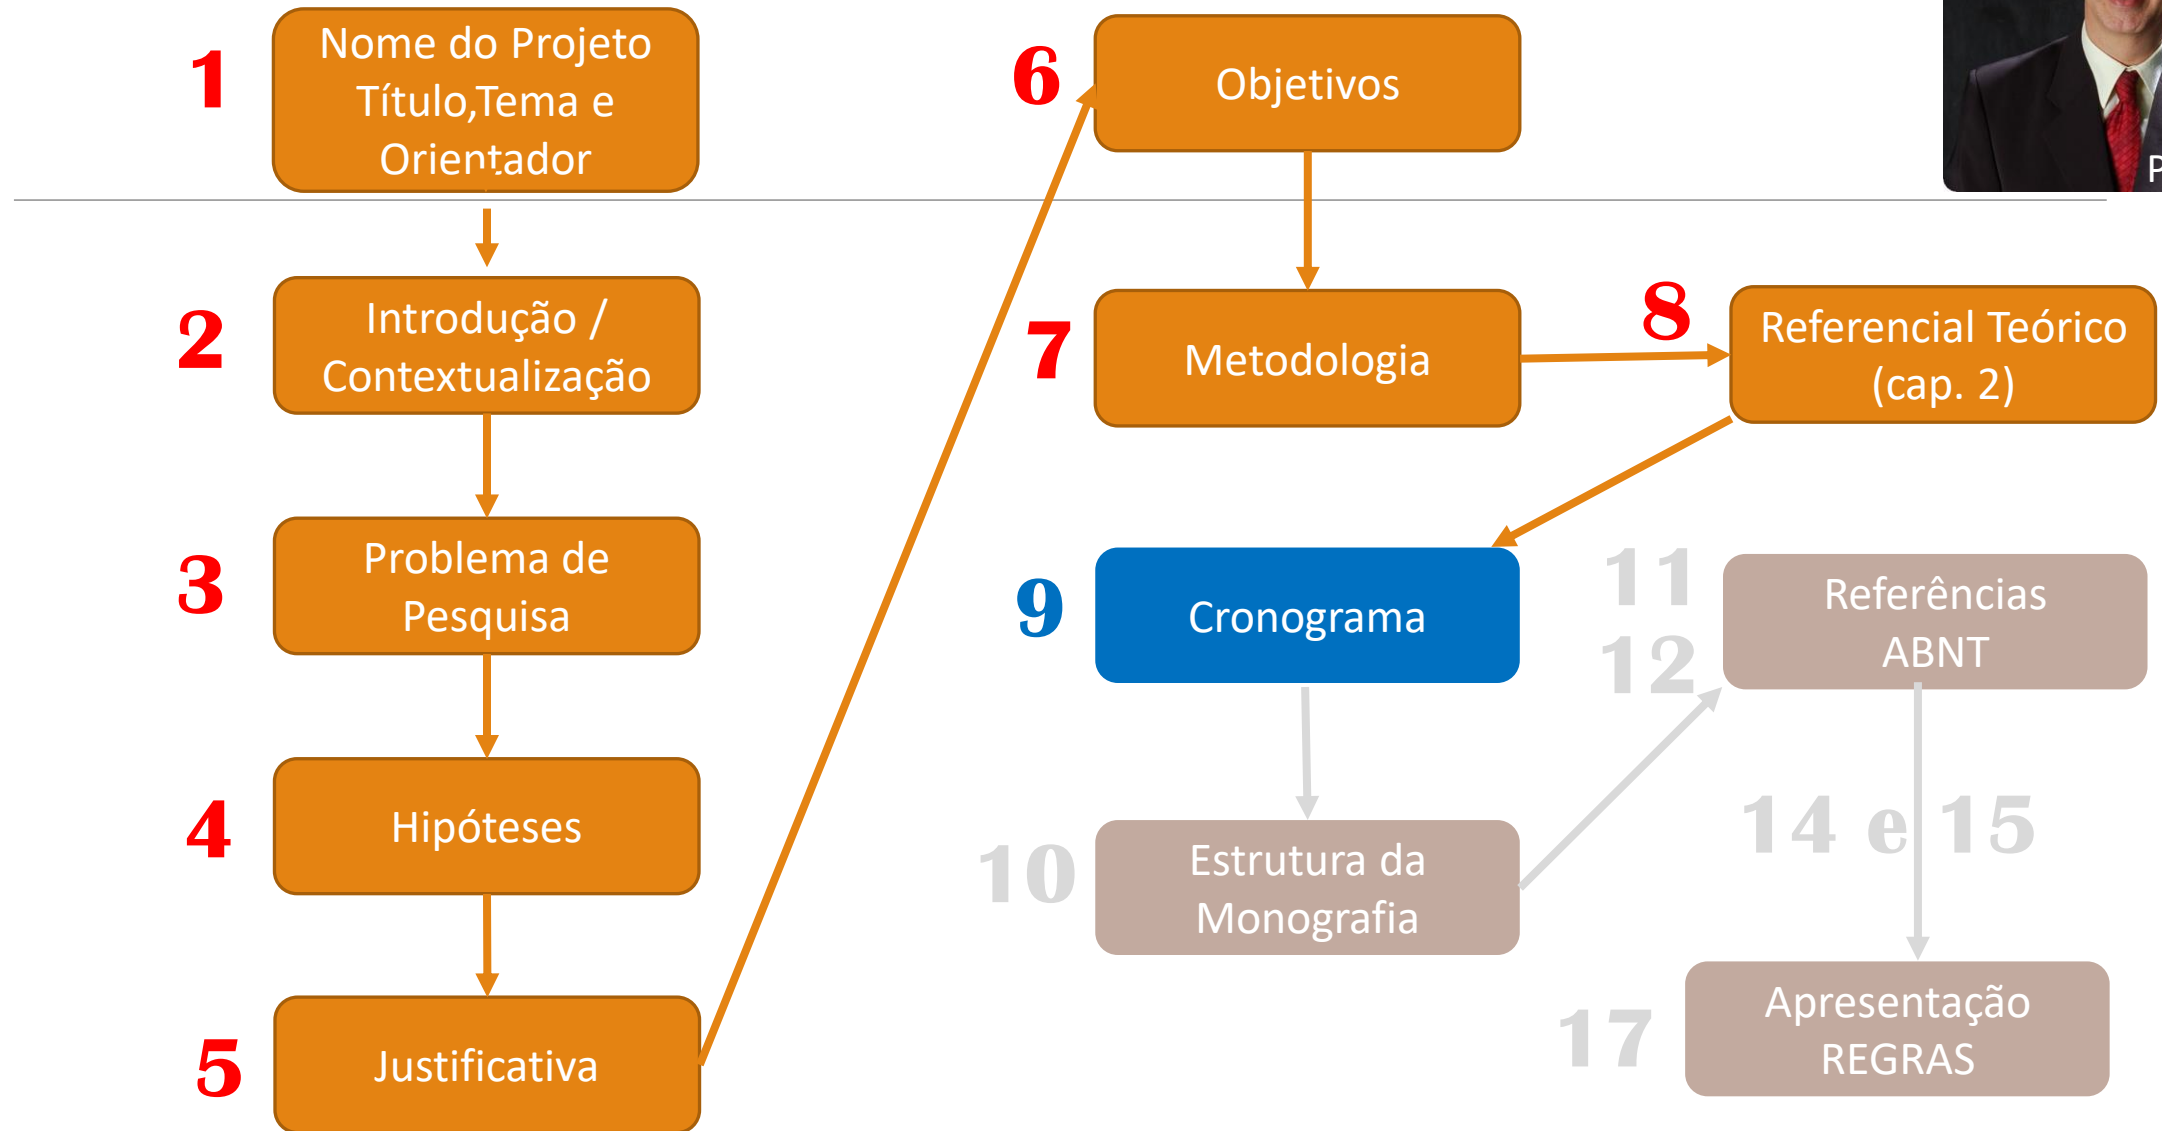 1
Nome do Projeto
Título,Tema e
Orientador
2
Introdução /
Contextualização
3
Problema de
Pesquisa
4
Hipóteses
5
Justificativa
6
Objetivos
7
Metodologia
8
Referencial Teórico
(cap. 2)
9
Cronograma
10
Estrutura da
Monografia
11
12
Referências
ABNT
14 e 15
17
Apresentação
REGRAS